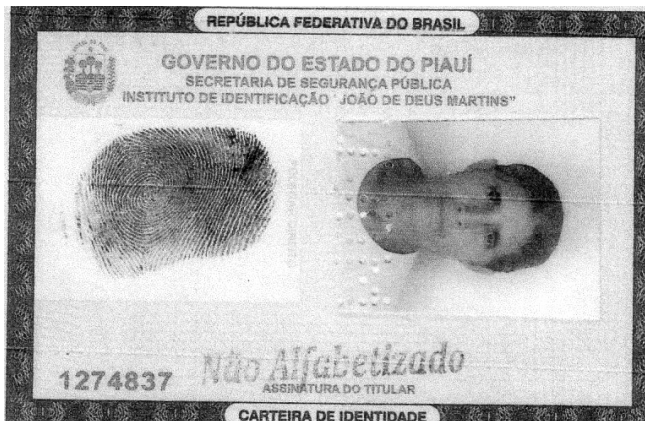 REPÚBLICA FEDERATIVA DO BRASIL
GOVERNO DO ESTADO DO PIAUÍ
SECRETARIA DE SEGURANÇA PÚBLICA
INSTITUTO DE IDENTIFICAÇÃO "JOÃO DE DEUS MARTINS"
Não Alfabetizado
1274837
ASSINATURA DO TITULAR
CARTEIRA DE IDENTIDADE